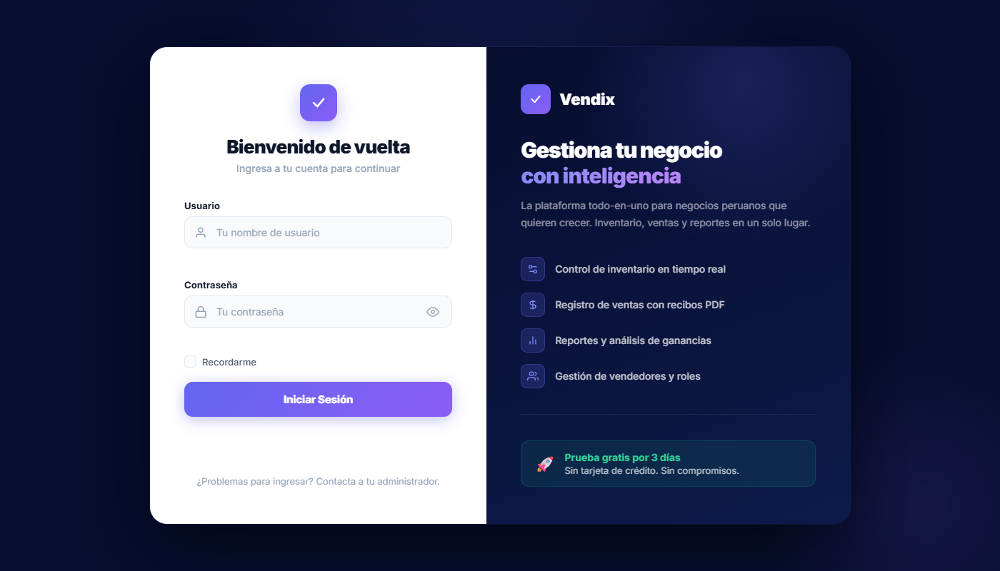 Bienvenido de vuelta
Ingresa a tu cuenta para continuar
Usuario
Tu nombre de usuario
Contraseña
Tu contraseña
Recordarme
Iniciar Sesión
¿Problemas para ingresar? Contacta a tu administrador.
Vendix
Gestiona tu negocio
con inteligencia
La plataforma todo-en-uno para negocios peruanos que
quieren crecer. Inventario, ventas y reportes en un solo lugar.
Control de inventario en tiempo real
Registro de ventas con recibos PDF
Reportes y análisis de ganancias
Gestión de vendedores y roles
Prueba gratis por 3 días
Sin tarjeta de crédito. Sin compromisos.